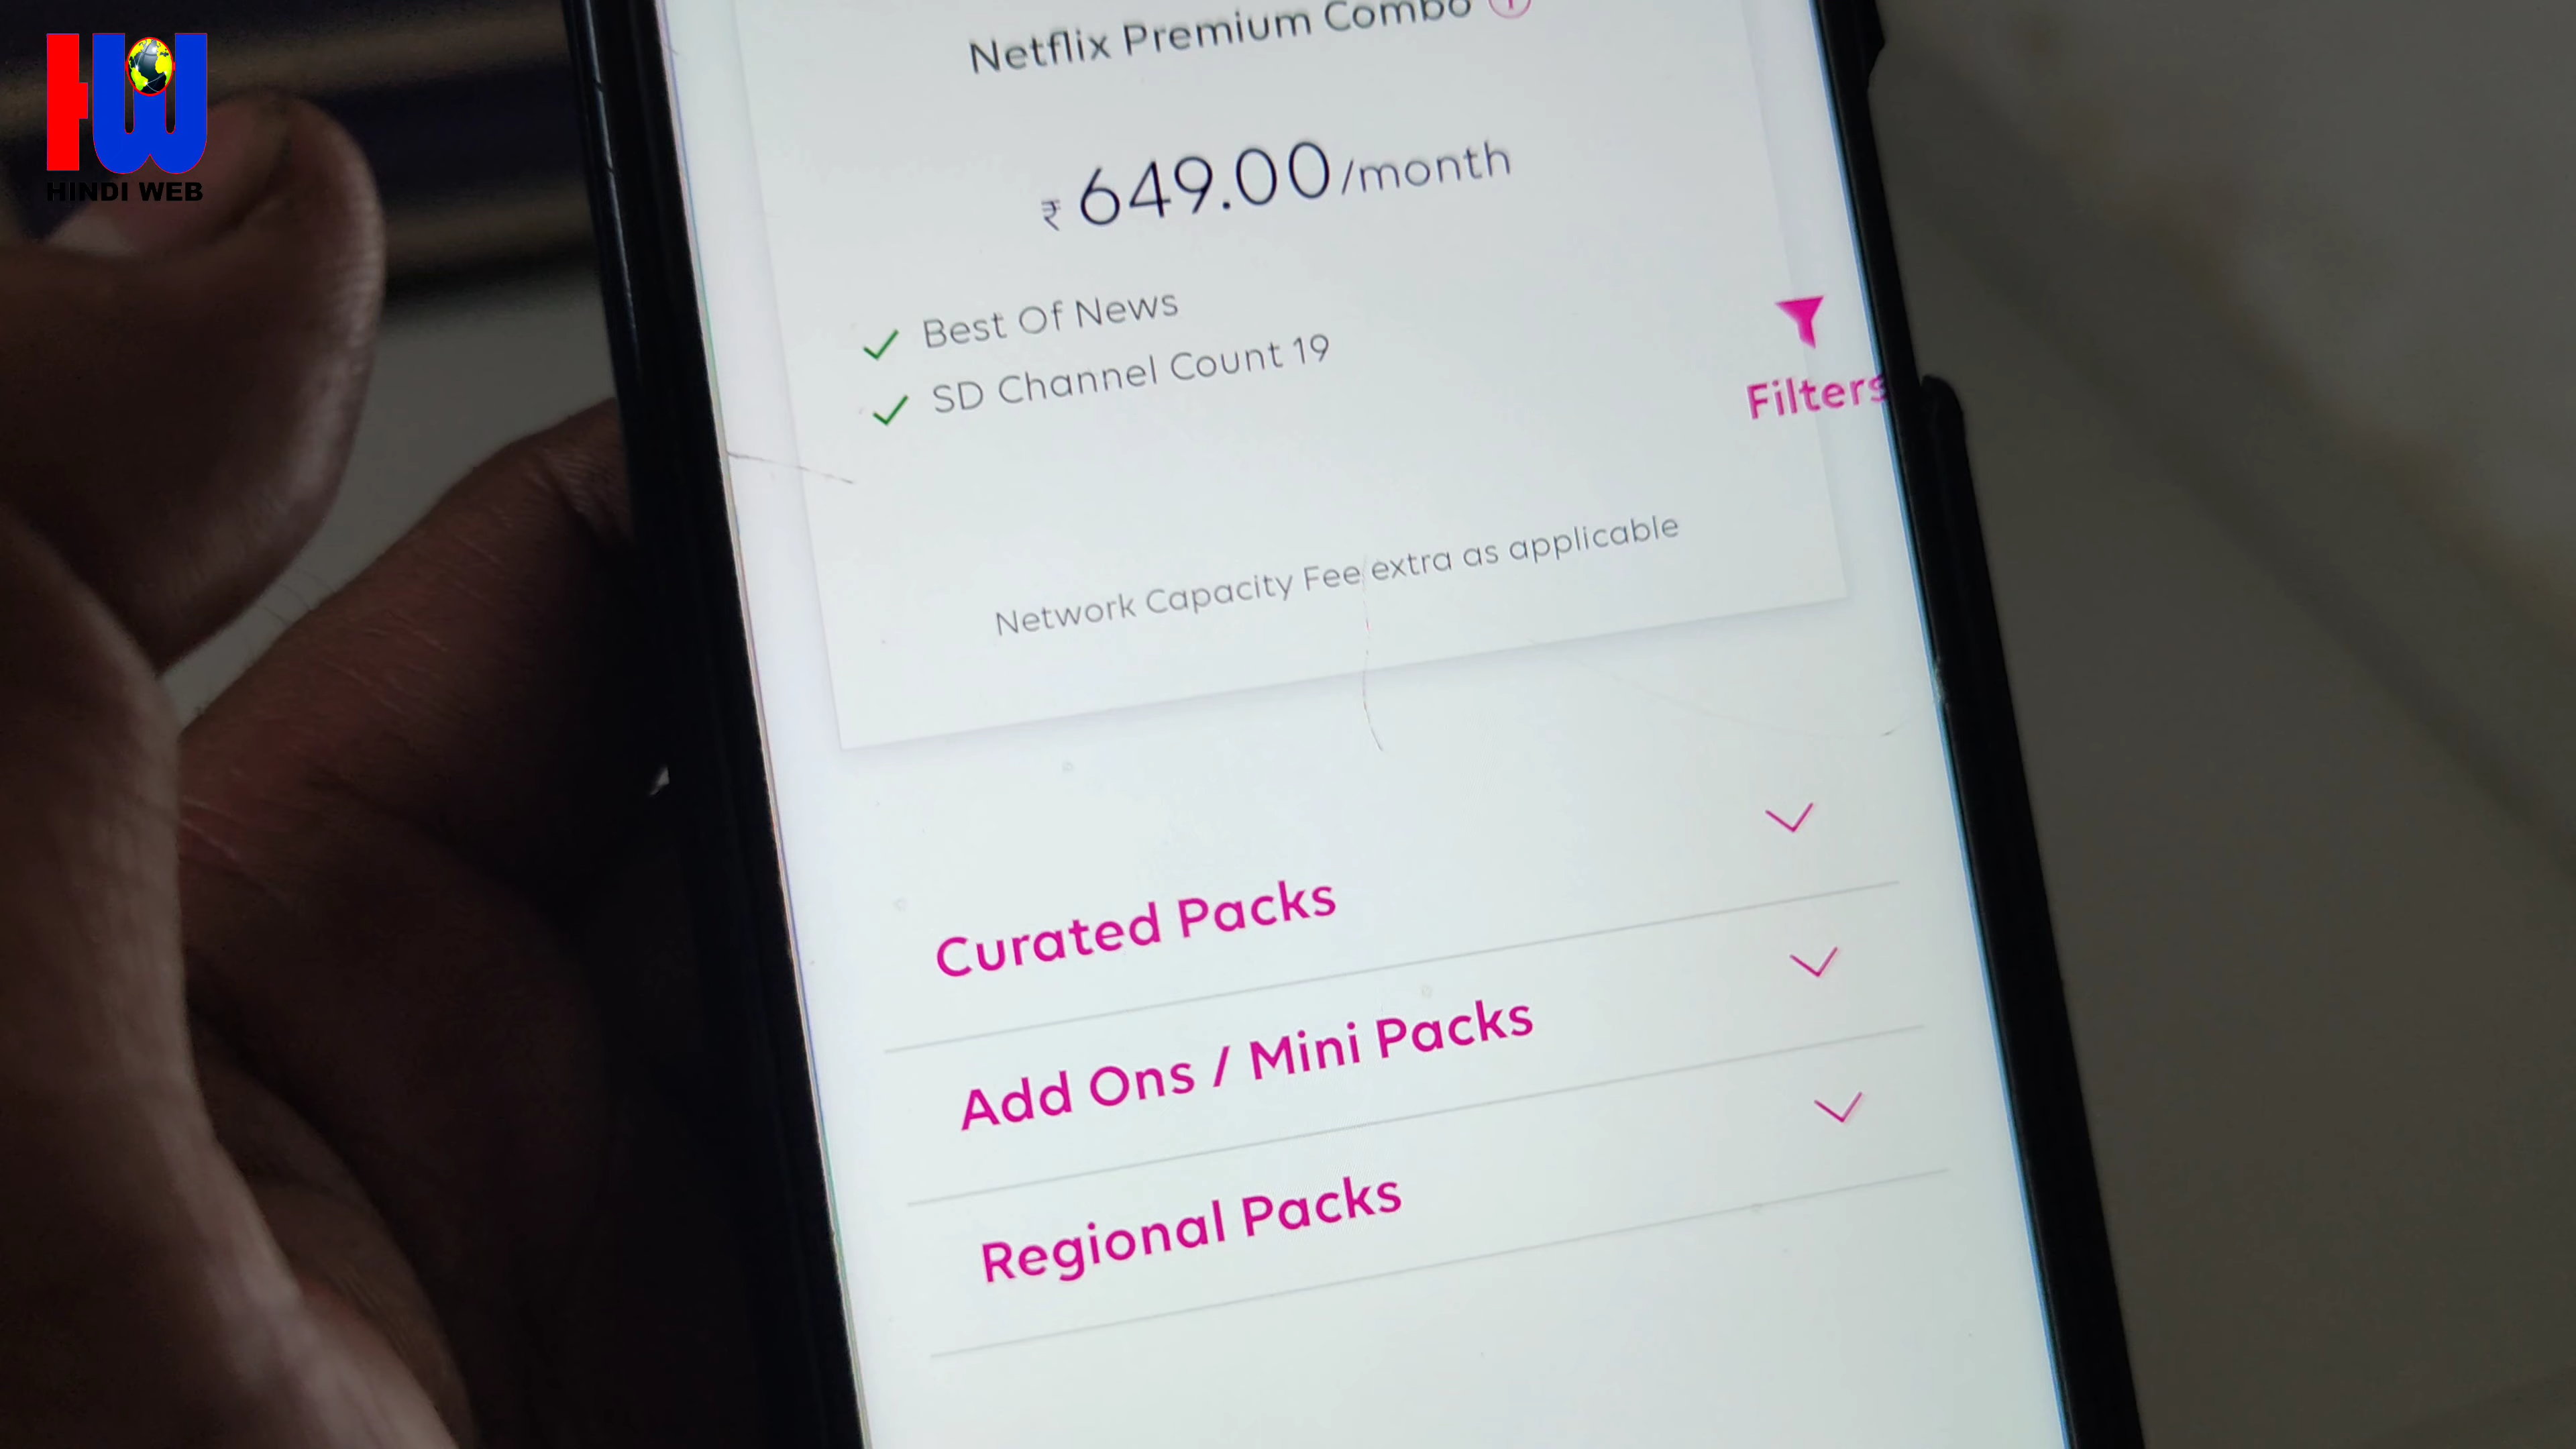 HW
HINDI WEB
Netflix Premium Combo
₹ 649.00/month
Best Of News
SD Channel Count 19
Filters
Network Capacity Fee extra as applicable
Curated Packs
Add Ons / Mini Packs
Regional Packs